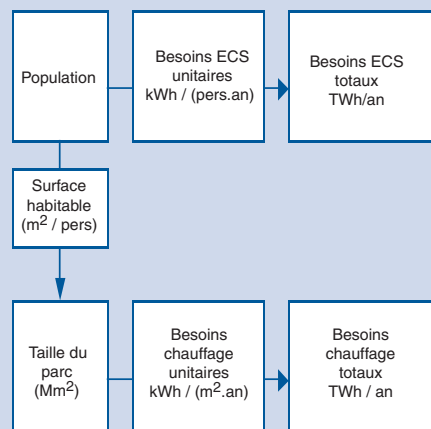 Population
Besoins ECS
unitaires
kWh / (pers.an)
Besoins ECS
totaux
TWh/an
Surface
habitable
(m² / pers)
Taille du
parc
(Mm²)
Besoins
chauffage
unitaires
kWh / (m².an)
Besoins
chauffage
totaux
TWh / an